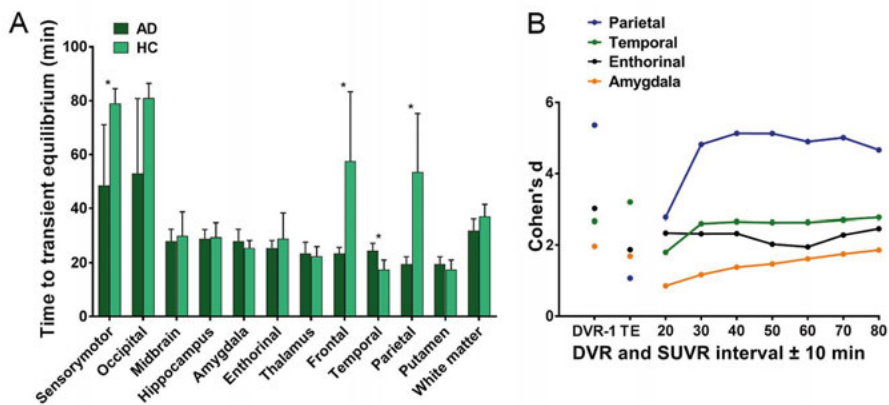 A
AD
HC
Time to transient equilibrium (min)
100
80
60
40
20
0
*
*
*
*
Sensorymotor
Occipital
Midbrain
Hippocampus
Amygdala
Enthorinal
Thalamus
Frontal
Temporal
Parietal
Putamen
White matter
B
Parietal
Temporal
Enthorinal
Amygdala
Cohen's d
6
4
2
0
DVR-1 TE 20 30 40 50 60 70 80
DVR and SUVR interval ± 10 min